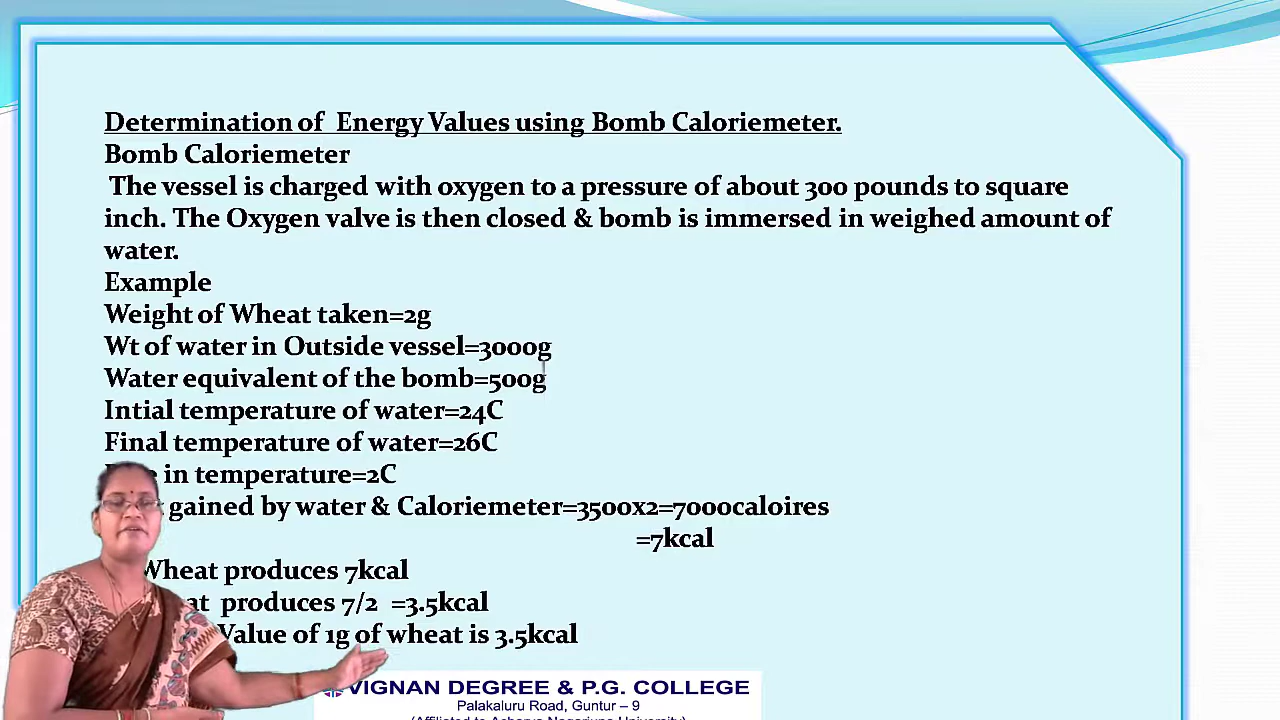 Determination of Energy Values using Bomb Caloriemeter.
Bomb Caloriemeter
The vessel is charged with oxygen to a pressure of about 300 pounds to square
inch. The Oxygen valve is then closed & bomb is immersed in weighed amount of
water.
Example
Weight of Wheat taken=2g
Wt of water in Outside vessel=3000g
Water equivalent of the bomb=500g
Intial temperature of water=24C
Final temperature of water=26C
in temperature=2C
gained by water & Caloriemeter=3500x2=7000caloires
=7kcal
Wheat produces 7kcal
produces 7/2 =3.5kcal
Value of 1g of wheat is 3.5kcal
VIGNAN DEGREE & P.G. COLLEGE
Palakaluru Road, Guntur – 9
(Affiliated to Acharya Nagarjuna University)